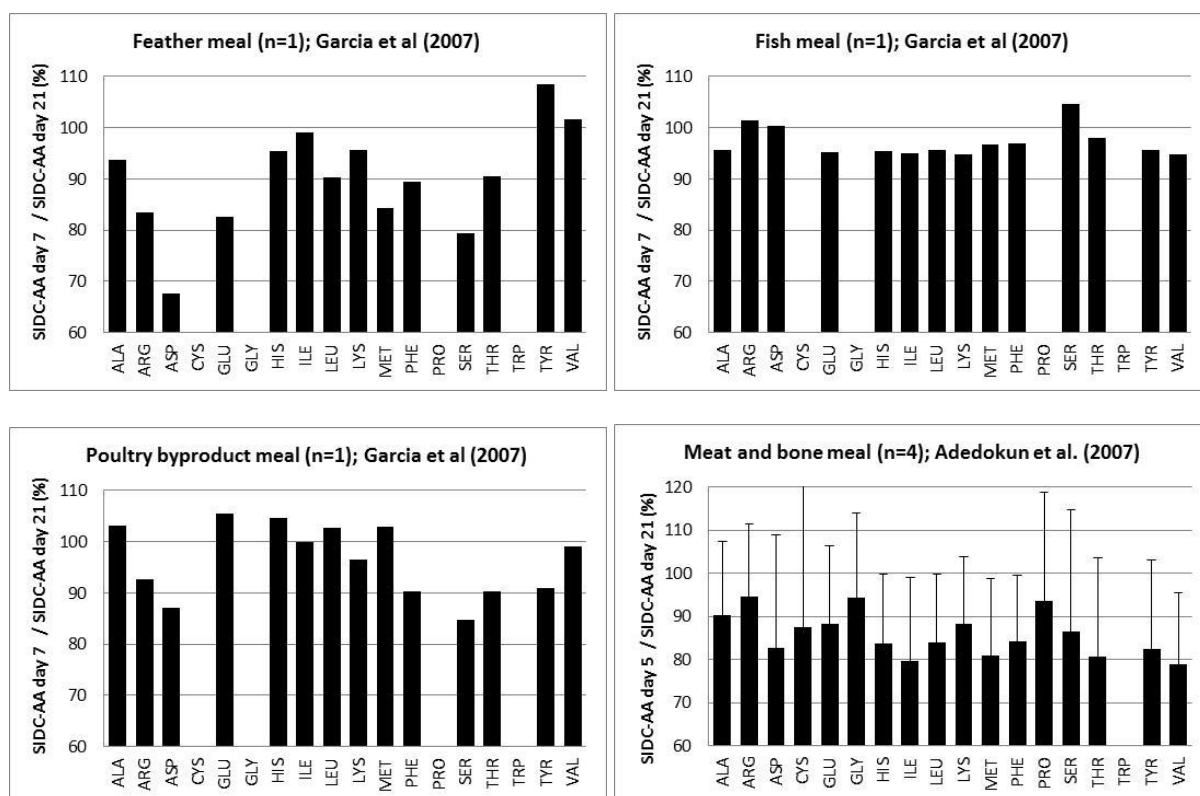 Feather meal (n=1); Garcia et al (2007)
SIDC-AA day 7 / SIDC-AA day 21 (%)
110
100
90
80
70
60
ALA ARG ASP CYS GLU GLY HIS ILE LEU LYS MET PHE PRO SER THR TRP TYR VAL
Fish meal (n=1); Garcia et al (2007)
SIDC-AA day 7 / SIDC-AA day 21 (%)
110
100
90
80
70
60
ALA ARG ASP CYS GLU GLY HIS ILE LEU LYS MET PHE PRO SER THR TRP TYR VAL
Poultry byproduct meal (n=1); Garcia et al (2007)
SIDC-AA day 7 / SIDC-AA day 21 (%)
110
100
90
80
70
60
ALA ARG ASP CYS GLU GLY HIS ILE LEU LYS MET PHE PRO SER THR TRP TYR VAL
Meat and bone meal (n=4); Adedokun et al. (2007)
SIDC-AA day 5 / SIDC-AA day 21 (%)
120
110
100
90
80
70
60
ALA ARG ASP CYS GLU GLY HIS ILE LEU LYS MET PHE PRO SER THR TRP TYR VAL